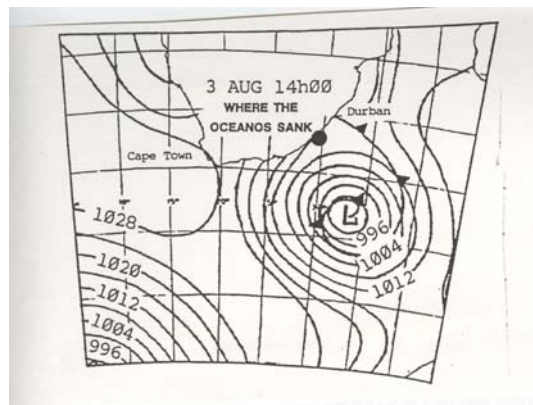 3 AUG 14h00
WHERE THE
OCEANOS SANK
Durban
Cape Town
L
1028
996
1020
1004
1012
1012
1004
996